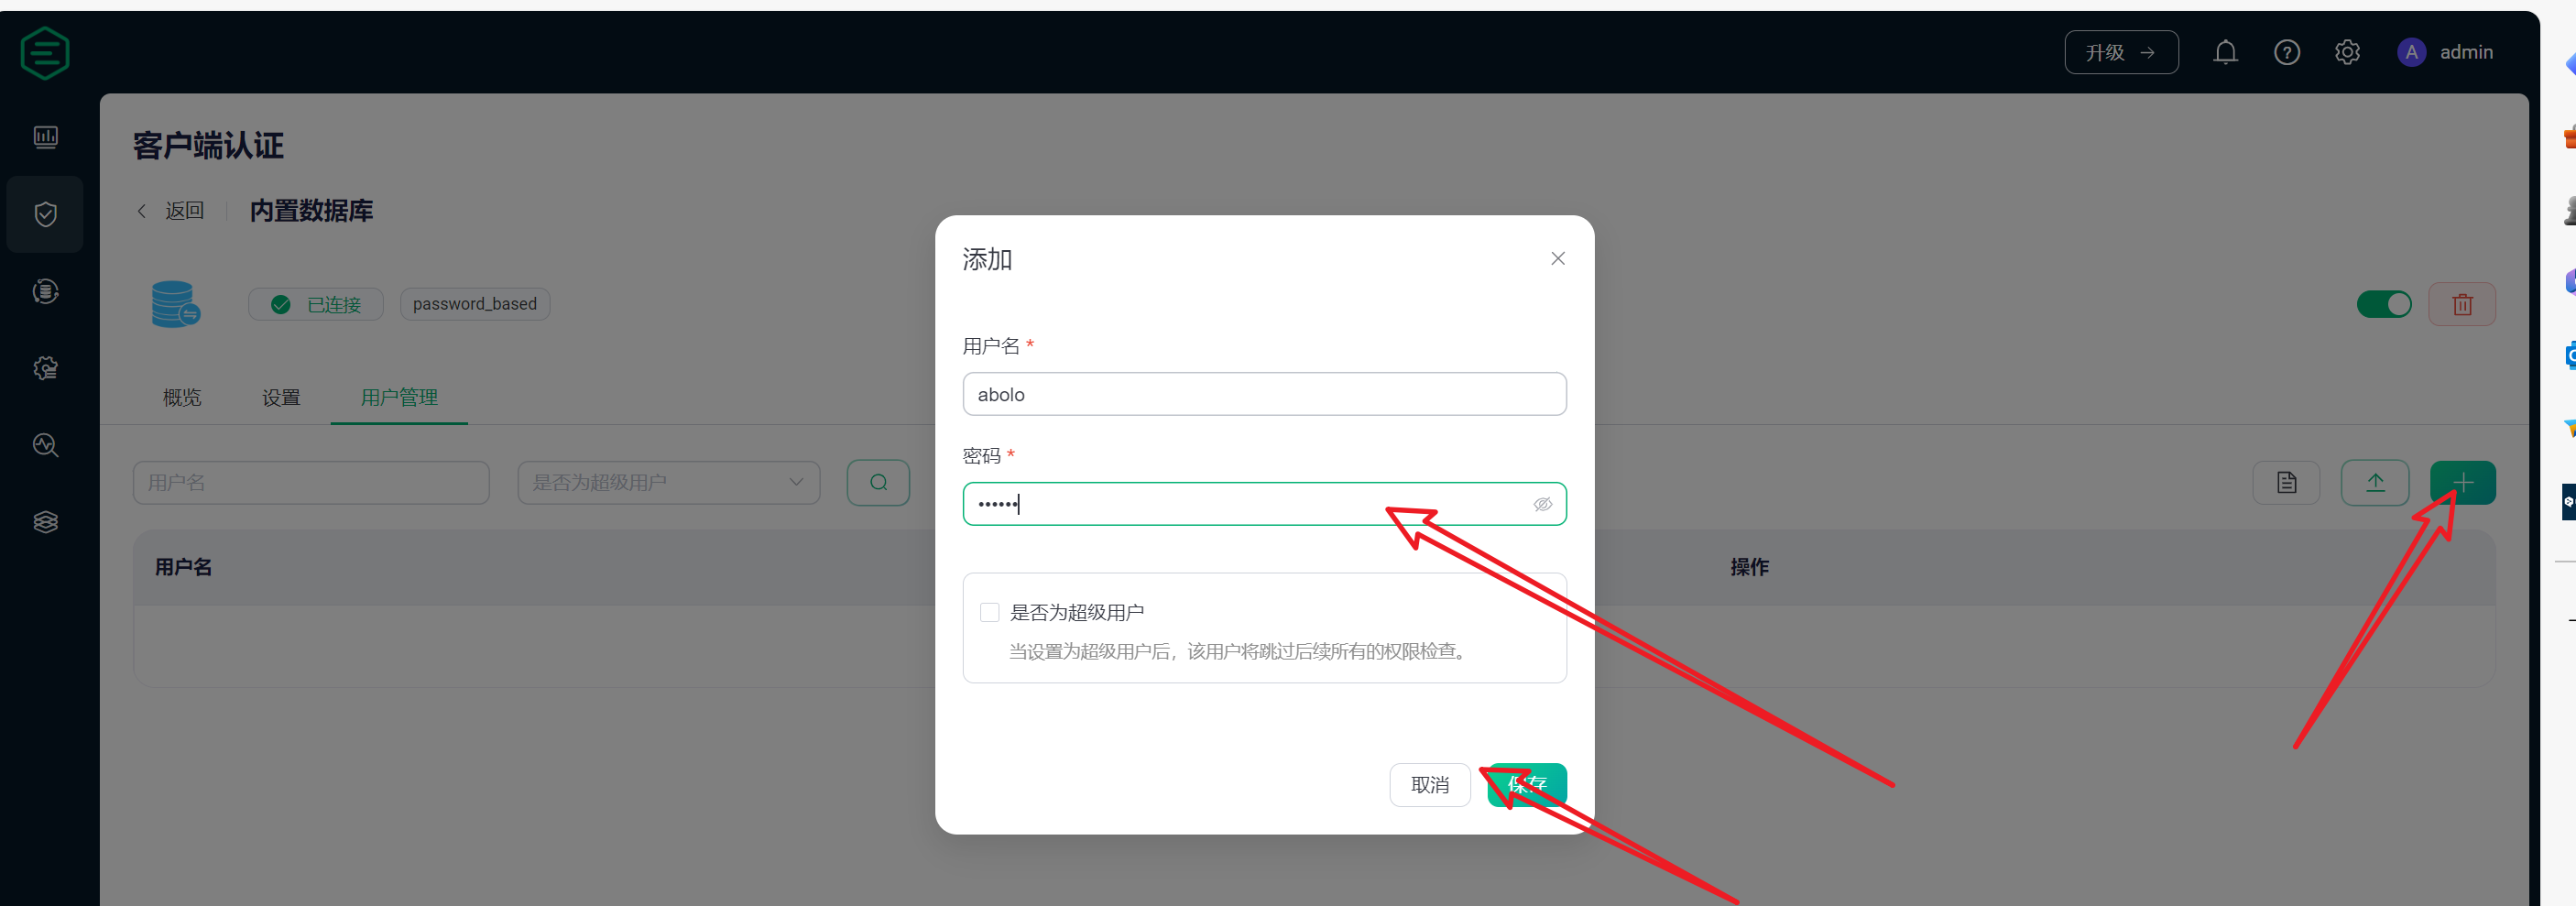 升级 →
A admin
客户端认证
返回 内置数据库
已连接 password_based
概览 设置 用户管理
用户名 是否为超级用户
用户名 操作
添加
用户名 *
abolo
密码 *
••••••
是否为超级用户
当设置为超级用户后，该用户将跳过后续所有的权限检查。
取消 保存